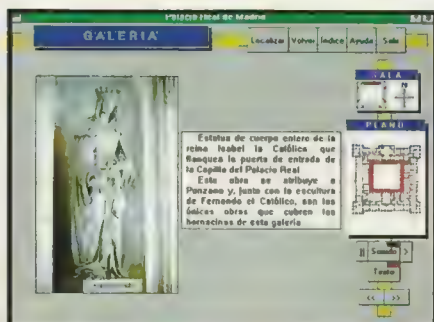 Palacio Real de Madrid
GALERIA
Localizar Volver Índice Ayuda Salir
SALA
PLANO
Estatua de cuerpo entero de la
reina Isabel la Católica que
flanquea la puerta de entrada de
la Capilla del Palacio Real
Esta obra se atribuye a
Ponzano y, junto con la escultura
de Fernando el Católico, son las
únicas obras que cubren las
hornacinas de esta galería
|| Sonido >
Texto
<< >>